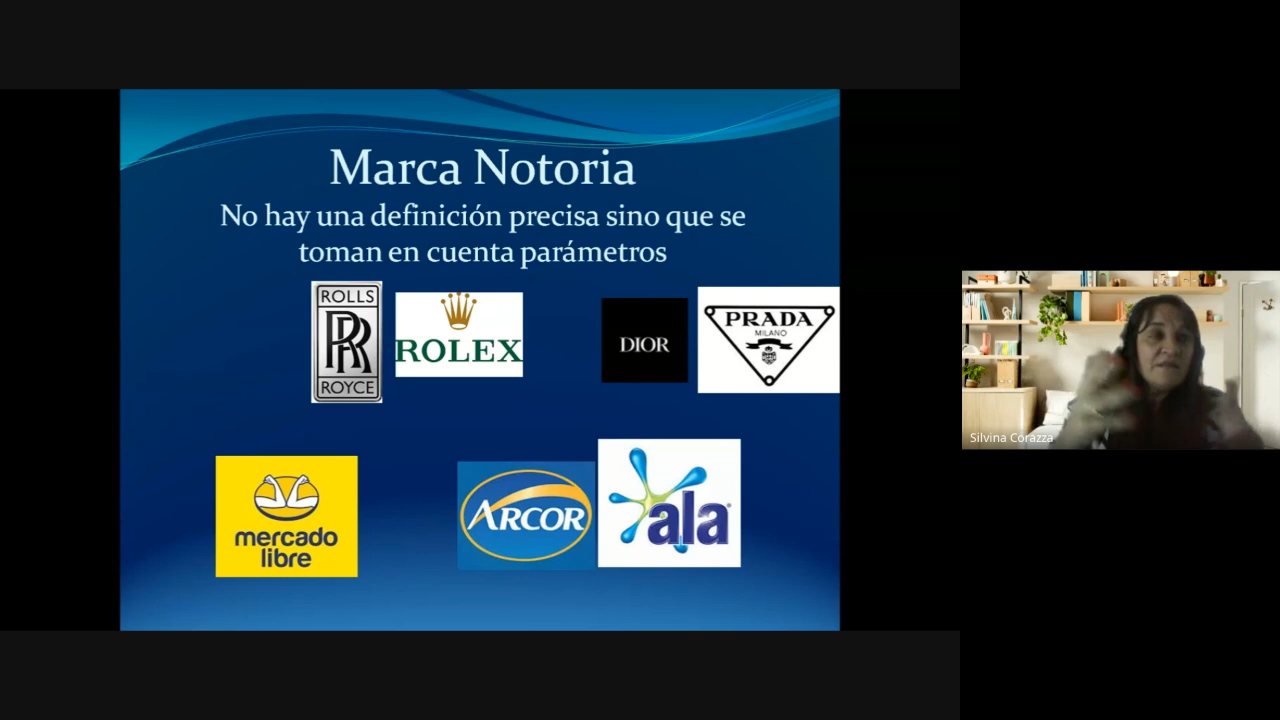 Marca Notoria
No hay una definición precisa sino que se
toman en cuenta parámetros
ROLLS
RR
ROYCE
ROLEX
DIOR
PRADA
MILANO
mercado
libre
ARCOR
ala
Silvina Corazza